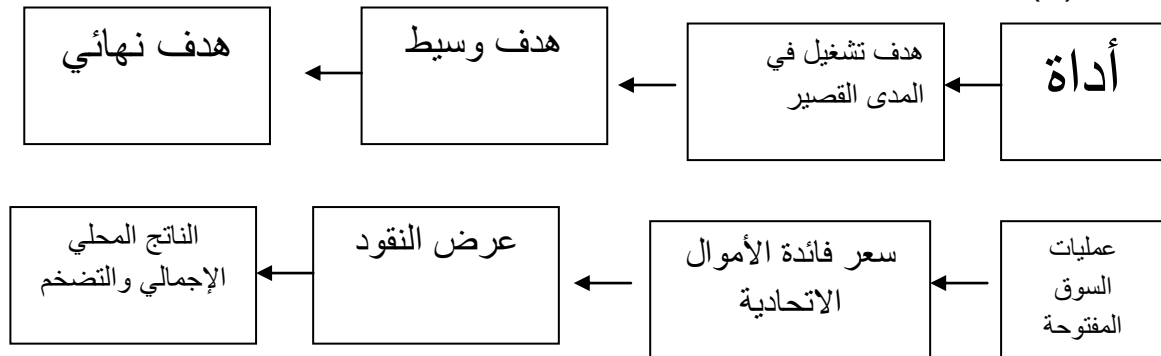 أداة
هدف تشغيل في
المدى القصير
هدف وسيط
هدف نهائي
عمليات
السوق
المفتوحة
سعر فائدة الأموال
الاتحادية
عرض النقود
الناتج المحلي
الإجمالي والتضخم